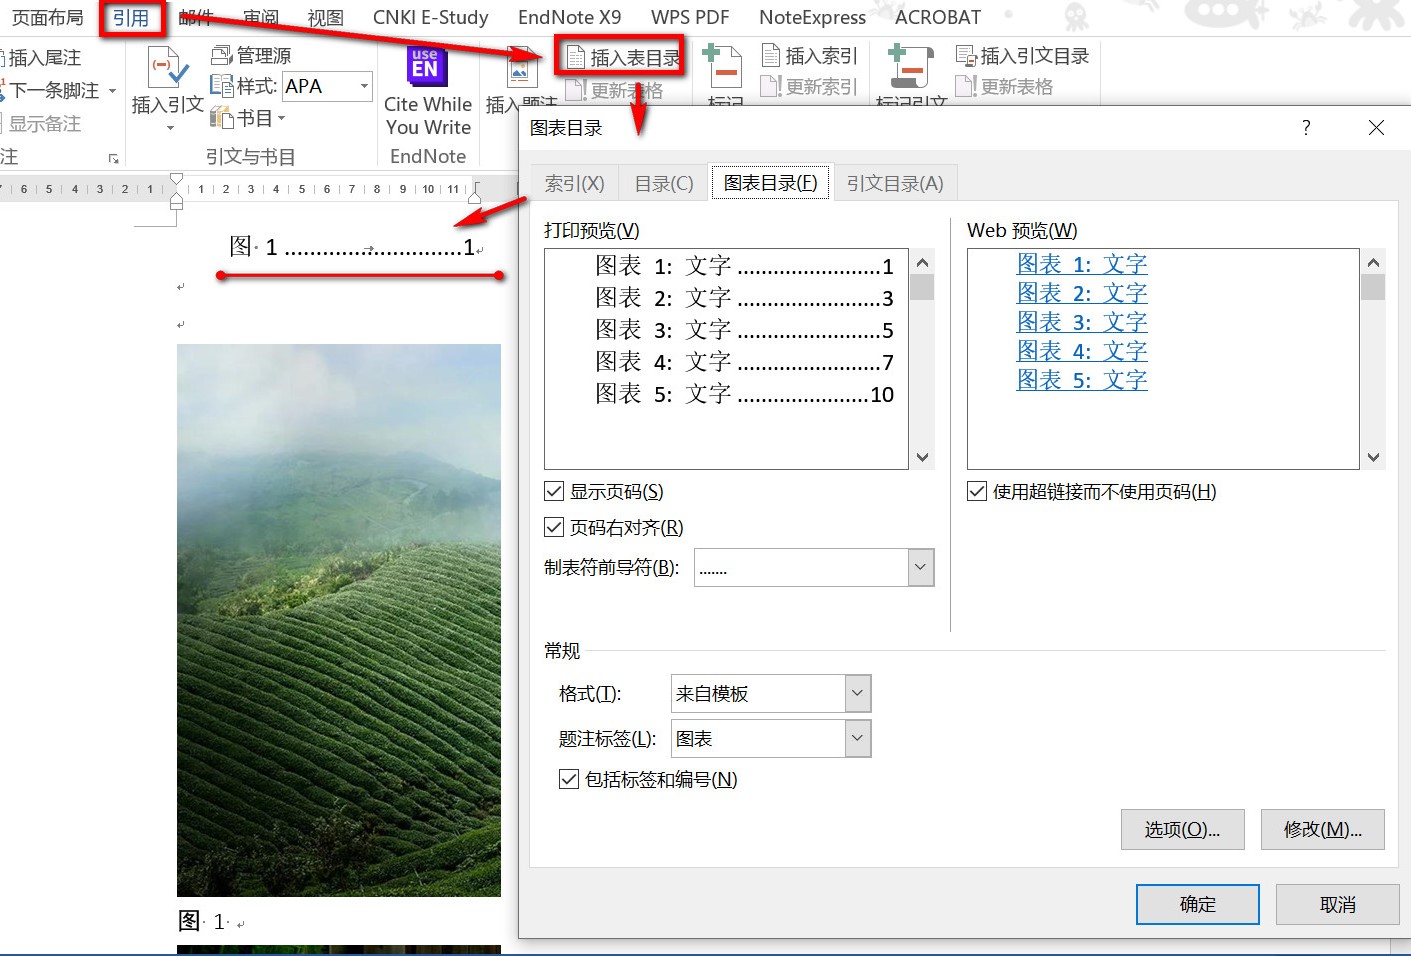 页面布局 引用 邮件 审阅 视图 CNKI E-Study EndNote X9 WPS PDF NoteExpress ACROBAT
插入尾注
下一条脚注
显示备注
注
插入引文
管理源
样式: APA
书目
引文与书目
use
EN
Cite While
You Write
EndNote
插入题注
插入表目录
更新表格
标记
插入索引
更新索引
标记引文
插入引文目录
更新表格
6 5 4 3 2 1 1 2 3 4 5 6 7 8 9 10 11
图 1 ............................1
图 1
图表目录
? ×
索引(X) 目录(C) 图表目录(F) 引文目录(A)
打印预览(V)
图表 1: 文字........................1
图表 2: 文字........................3
图表 3: 文字........................5
图表 4: 文字........................7
图表 5: 文字......................10
Web 预览(W)
图表 1: 文字
图表 2: 文字
图表 3: 文字
图表 4: 文字
图表 5: 文字
显示页码(S)
页码右对齐(R)
制表符前导符(B): .......
使用超链接而不使用页码(H)
常规
格式(T): 来自模板
题注标签(L): 图表
包括标签和编号(N)
选项(O)... 修改(M)...
确定 取消